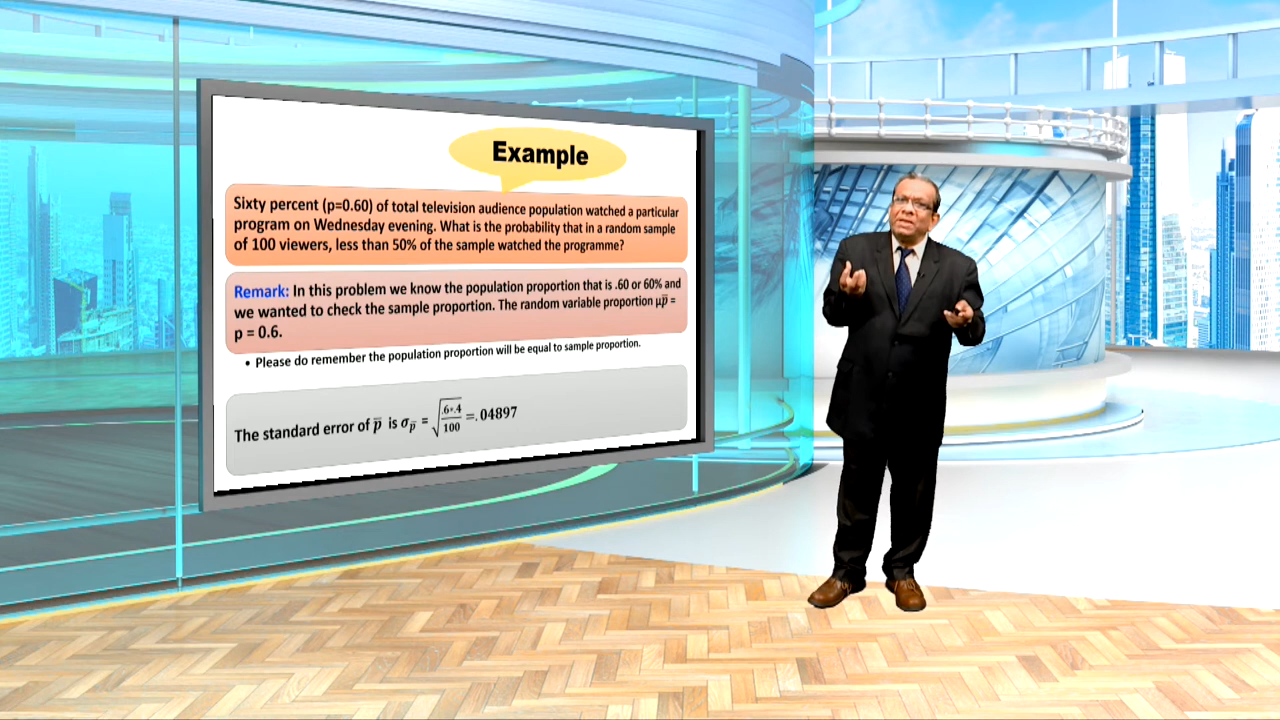 Example
Sixty percent (p=0.60) of total television audience population watched a particular
program on Wednesday evening. What is the probability that in a random sample
of 100 viewers, less than 50% of the sample watched the programme?
Remark: In this problem we know the population proportion that is .60 or 60% and
we wanted to check the sample proportion. The random variable proportion μp̅ =
p = 0.6.
• Please do remember the population proportion will be equal to sample proportion.
The standard error of p̅ is σp̅ = √(.6*.4/100) =.04897